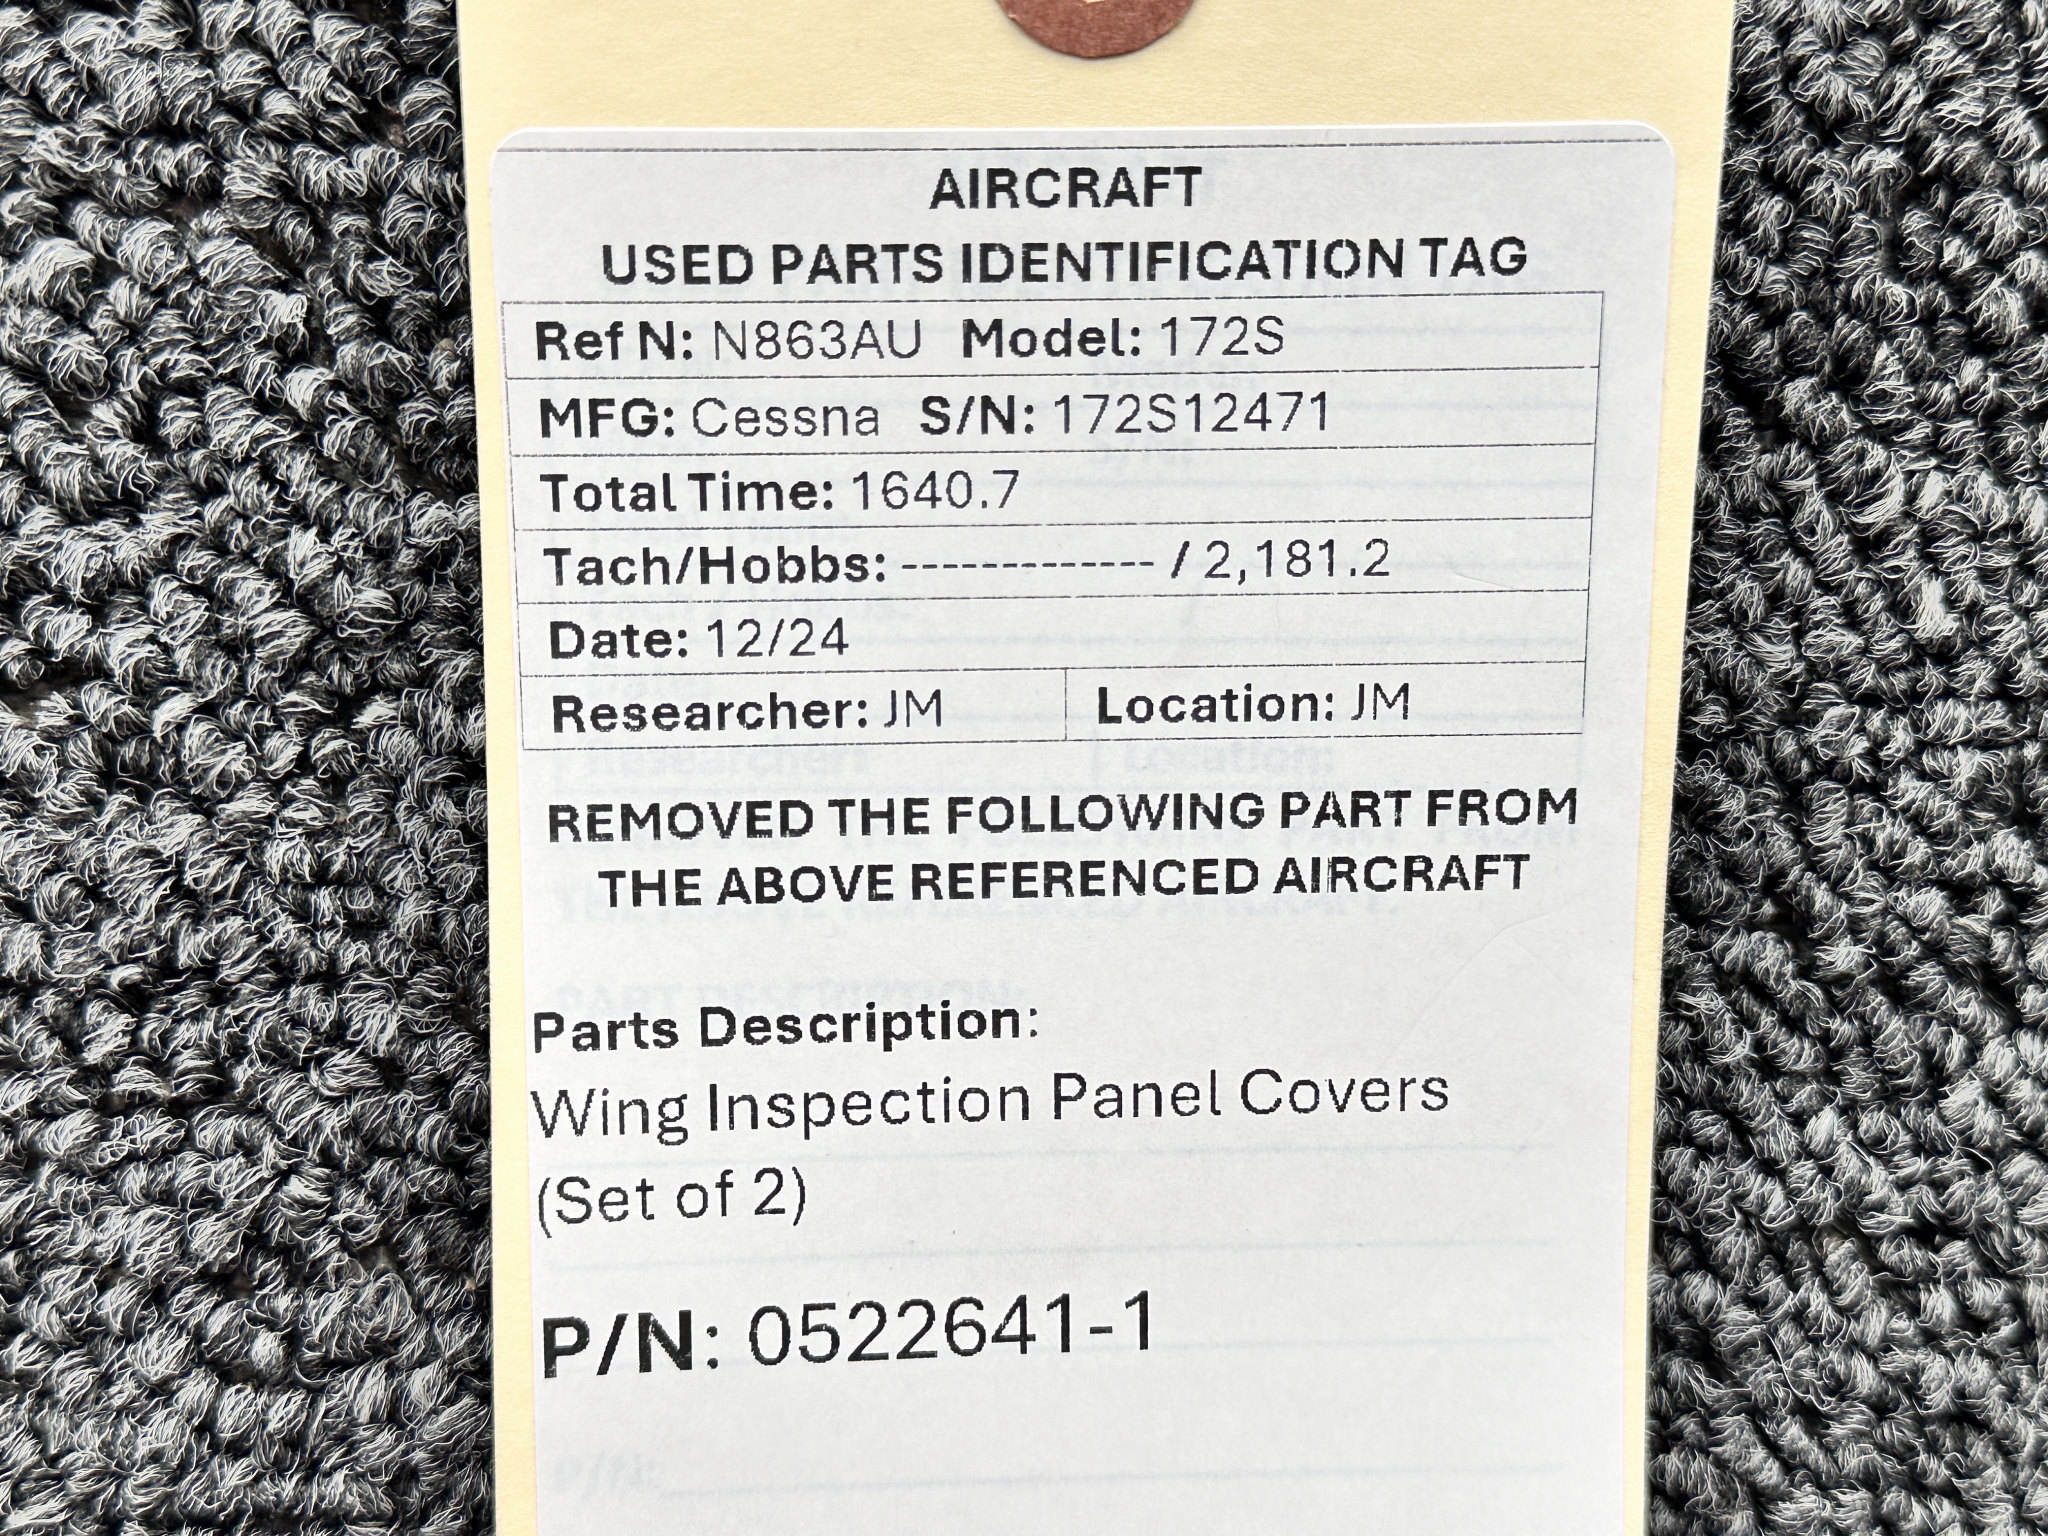 AIRCRAFT
USED PARTS IDENTIFICATION TAG
Ref N: N863AU Model: 172S
MFG: Cessna S/N: 172S12471
Total Time: 1640.7
Tach/Hobbs: ------------- / 2,181.2
Date: 12/24
Researcher: JM Location: JM
REMOVED THE FOLLOWING PART FROM
THE ABOVE REFERENCED AIRCRAFT
Parts Description:
Wing Inspection Panel Covers
(Set of 2)
P/N: 0522641-1